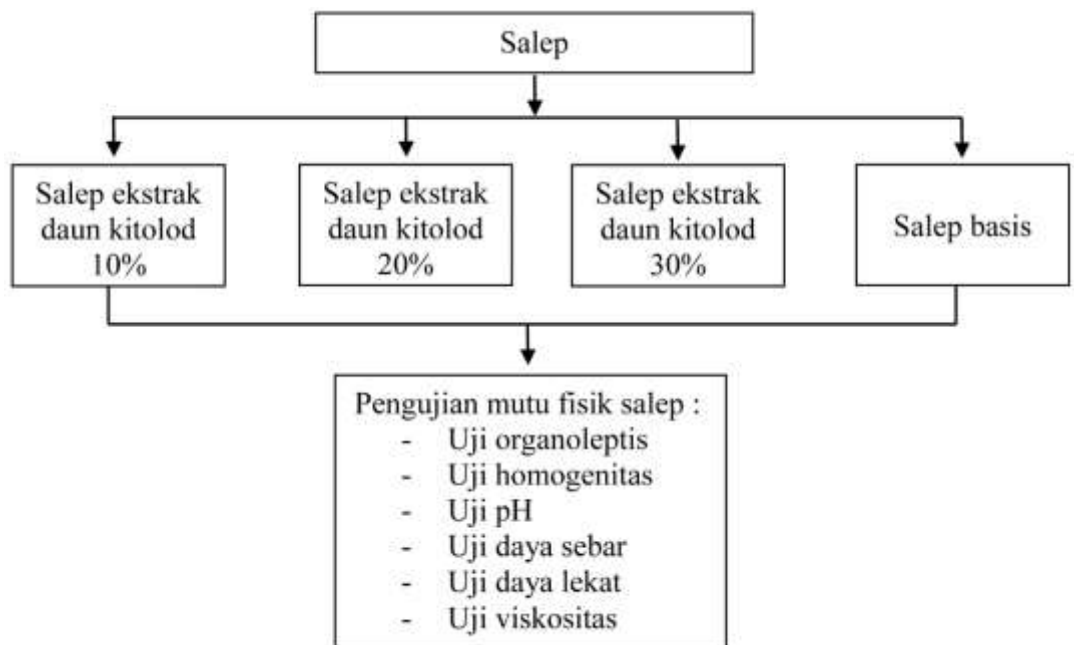 Salep
Salep ekstrak
daun kitolod
10%
Salep ekstrak
daun kitolod
20%
Salep ekstrak
daun kitolod
30%
Salep basis
Pengujian mutu fisik salep :
- Uji organoleptis
- Uji homogenitas
- Uji pH
- Uji daya sebar
- Uji daya lekat
- Uji viskositas